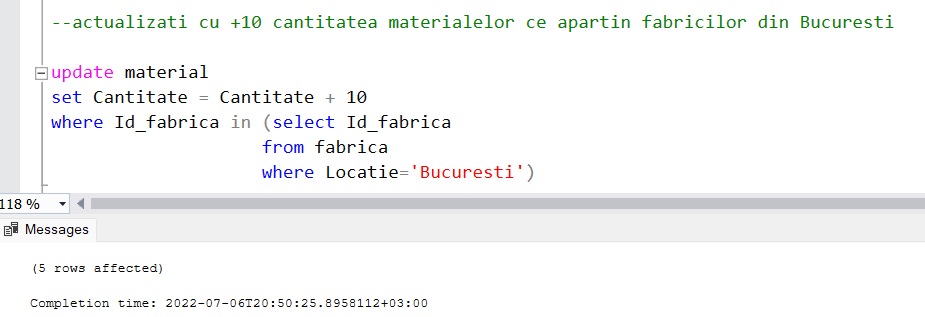 --actualizati cu +10 cantitatea materialelor ce apartin fabricilor din Bucuresti
update material
set Cantitate = Cantitate + 10
where Id_fabrica in (select Id_fabrica
from fabrica
where Locatie='Bucuresti')
118 %
Messages
(5 rows affected)
Completion time: 2022-07-06T20:50:25.8958112+03:00